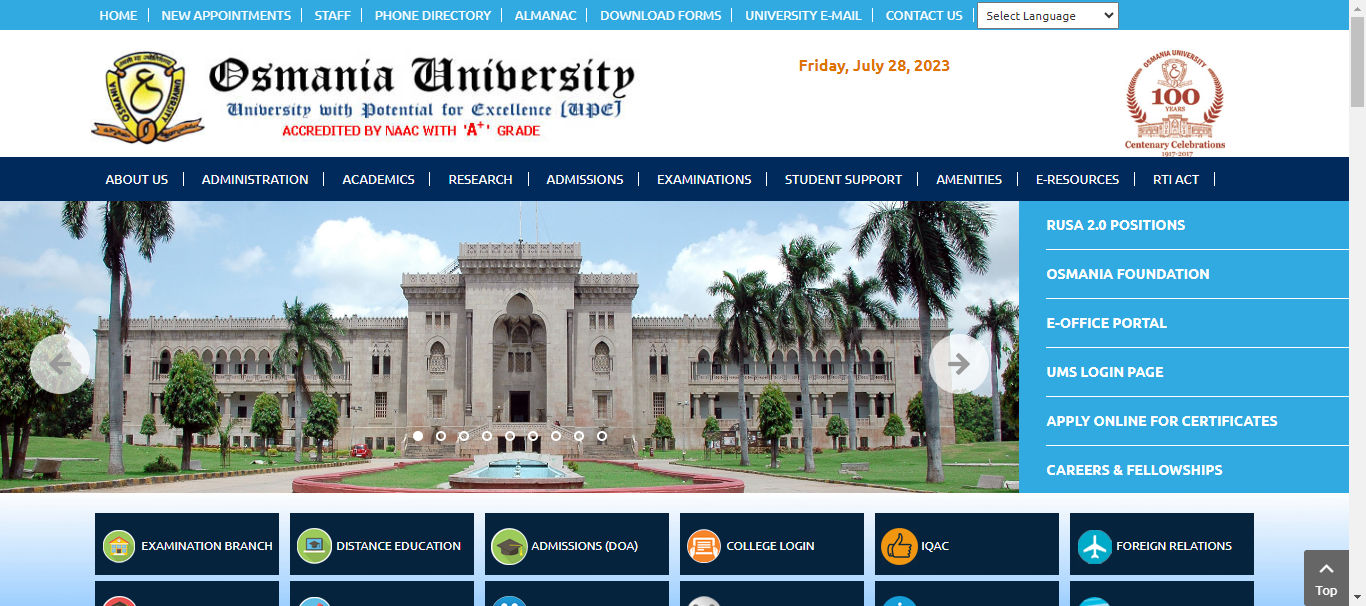 HOME NEW APPOINTMENTS STAFF PHONE DIRECTORY ALMANAC DOWNLOAD FORMS UNIVERSITY E-MAIL CONTACT US Select Language
OSMANIA UNIVERSITY
Osmania University
University with Potential for Excellence [UPE]
ACCREDITED BY NAAC WITH 'A+' GRADE
Friday, July 28, 2023
OSMANIA UNIVERSITY
100
YEARS
Centenary Celebrations
1917-2017
ABOUT US ADMINISTRATION ACADEMICS RESEARCH ADMISSIONS EXAMINATIONS STUDENT SUPPORT AMENITIES E-RESOURCES RTI ACT
RUSA 2.0 POSITIONS
OSMANIA FOUNDATION
E-OFFICE PORTAL
UMS LOGIN PAGE
APPLY ONLINE FOR CERTIFICATES
CAREERS & FELLOWSHIPS
EXAMINATION BRANCH DISTANCE EDUCATION ADMISSIONS (DOA) COLLEGE LOGIN IQAC FOREIGN RELATIONS
Top